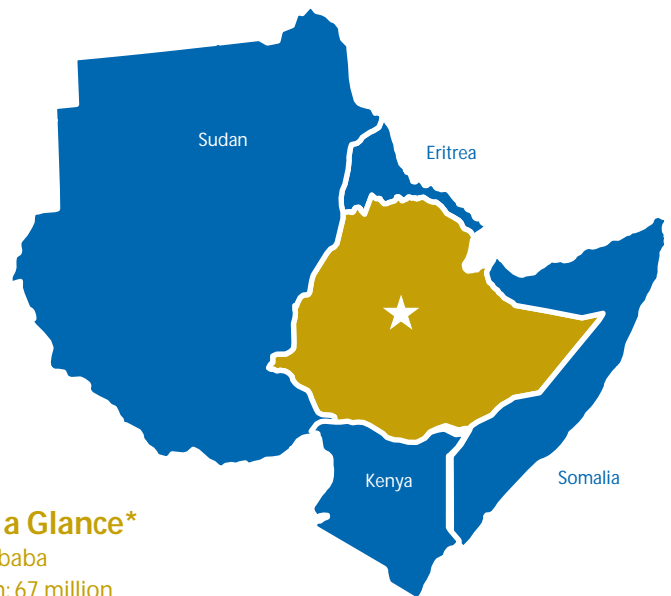 Sudan
Eritrea
Kenya
Somalia
a Glance*
baba
: 67 million